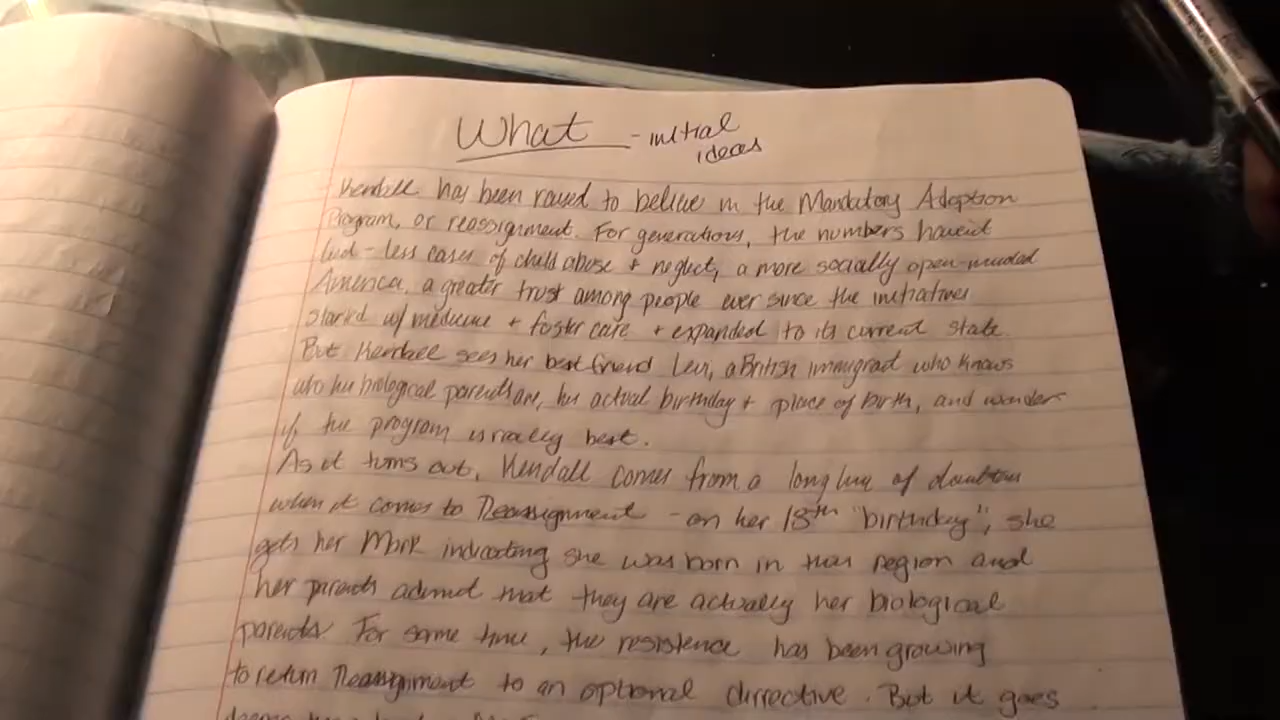 What - initial
ideas
Kendall has been raised to believe in the Mandatory Adoption
Program, or reassignment. For generations, the numbers haven't
lied - less cases of child abuse + neglect, a more socially open-minded
America, a greater trust among people ever since the initiatives
started w/ medicine + foster care + expanded to its current state.
But Kendall sees her best friend Levi, a British immigrant who knows
who his biological parents are, his actual birthday + place of birth, and wonders
if the program is really best.
As it turns out, Kendall comes from a long line of doubters
when it comes to Reassignment - on her 18th "birthday", she
gets her Mark indicating she was born in this region and
her parents admit that they are actually her biological
parents. For some time, the resistence has been growing
to return Reassignment to an optional dirrective. But it goes